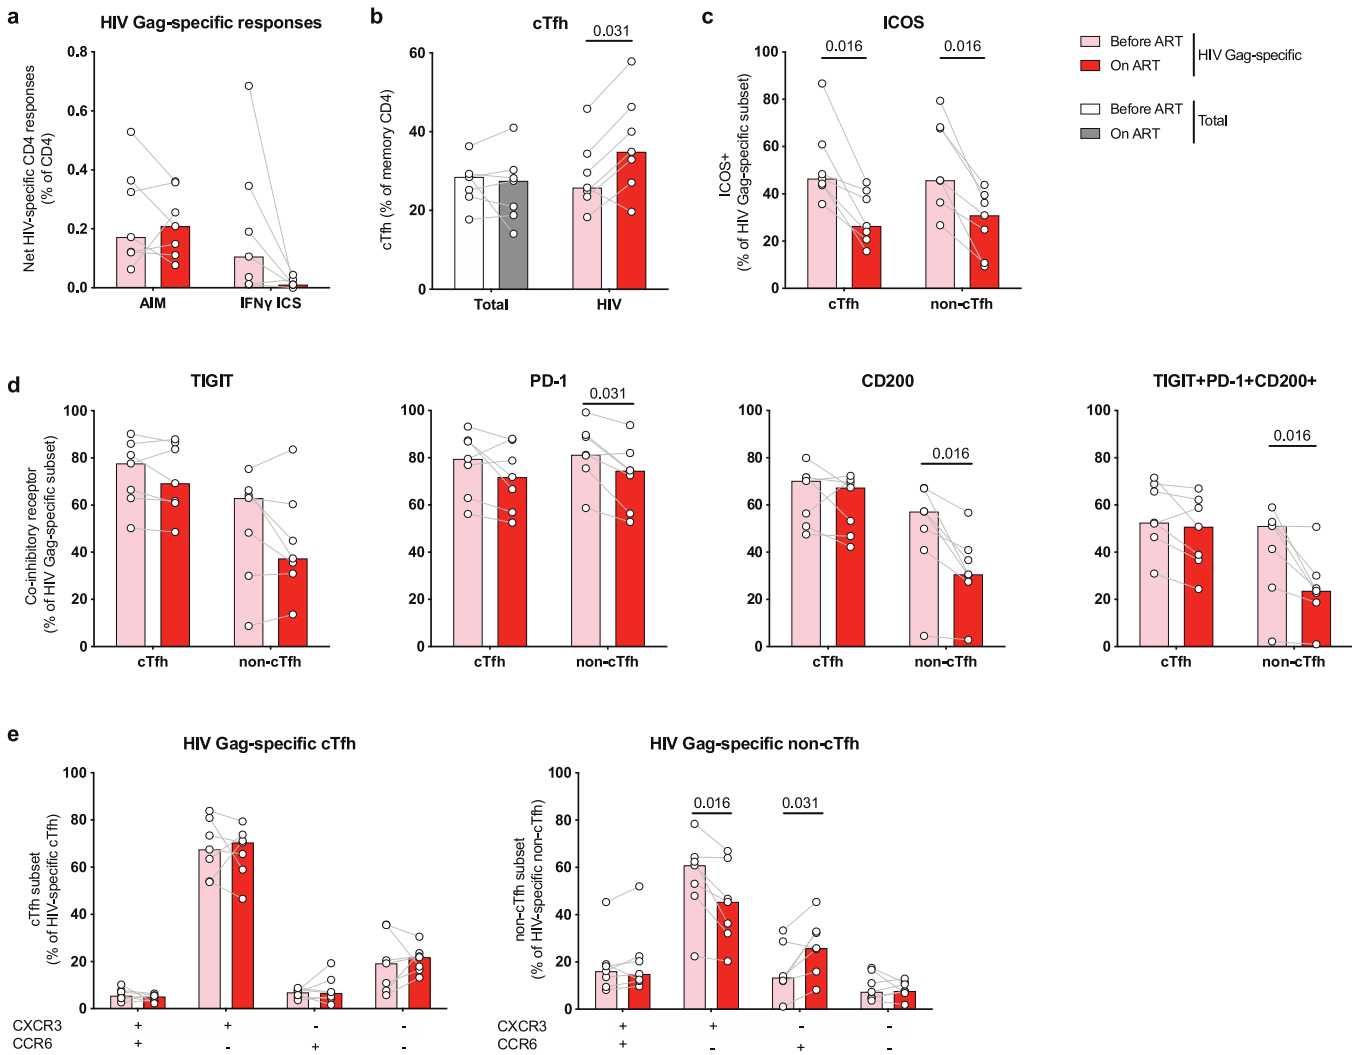 a
HIV Gag-specific responses
Net HIV-specific CD4 responses
(% of CD4)
0.8
0.6
0.4
0.2
0.0
AIM
IFNγ ICS
b
cTfh
0.031
cTfh (% of memory CD4)
60
40
20
0
Total
HIV
c
ICOS
0.016
0.016
ICOS+
(% of HIV Gag-specific subset)
100
80
60
40
20
0
cTfh
non-cTfh
Before ART
On ART
HIV Gag-specific
Before ART
On ART
Total
d
TIGIT
Co-inhibitory receptor
(% of HIV Gag-specific subset)
100
80
60
40
20
0
cTfh
non-cTfh
PD-1
0.031
100
80
60
40
20
0
cTfh
non-cTfh
CD200
0.016
100
80
60
40
20
0
cTfh
non-cTfh
TIGIT+PD-1+CD200+
0.016
100
80
60
40
20
0
cTfh
non-cTfh
e
HIV Gag-specific cTfh
cTfh subset
(% of HIV-specific cTfh)
100
80
60
40
20
0
CXCR3 + + - -
CCR6 + - + -
HIV Gag-specific non-cTfh
0.016
0.031
non-cTfh subset
(% of HIV-specific non-cTfh)
100
80
60
40
20
0
CXCR3 + + - -
CCR6 + - + -